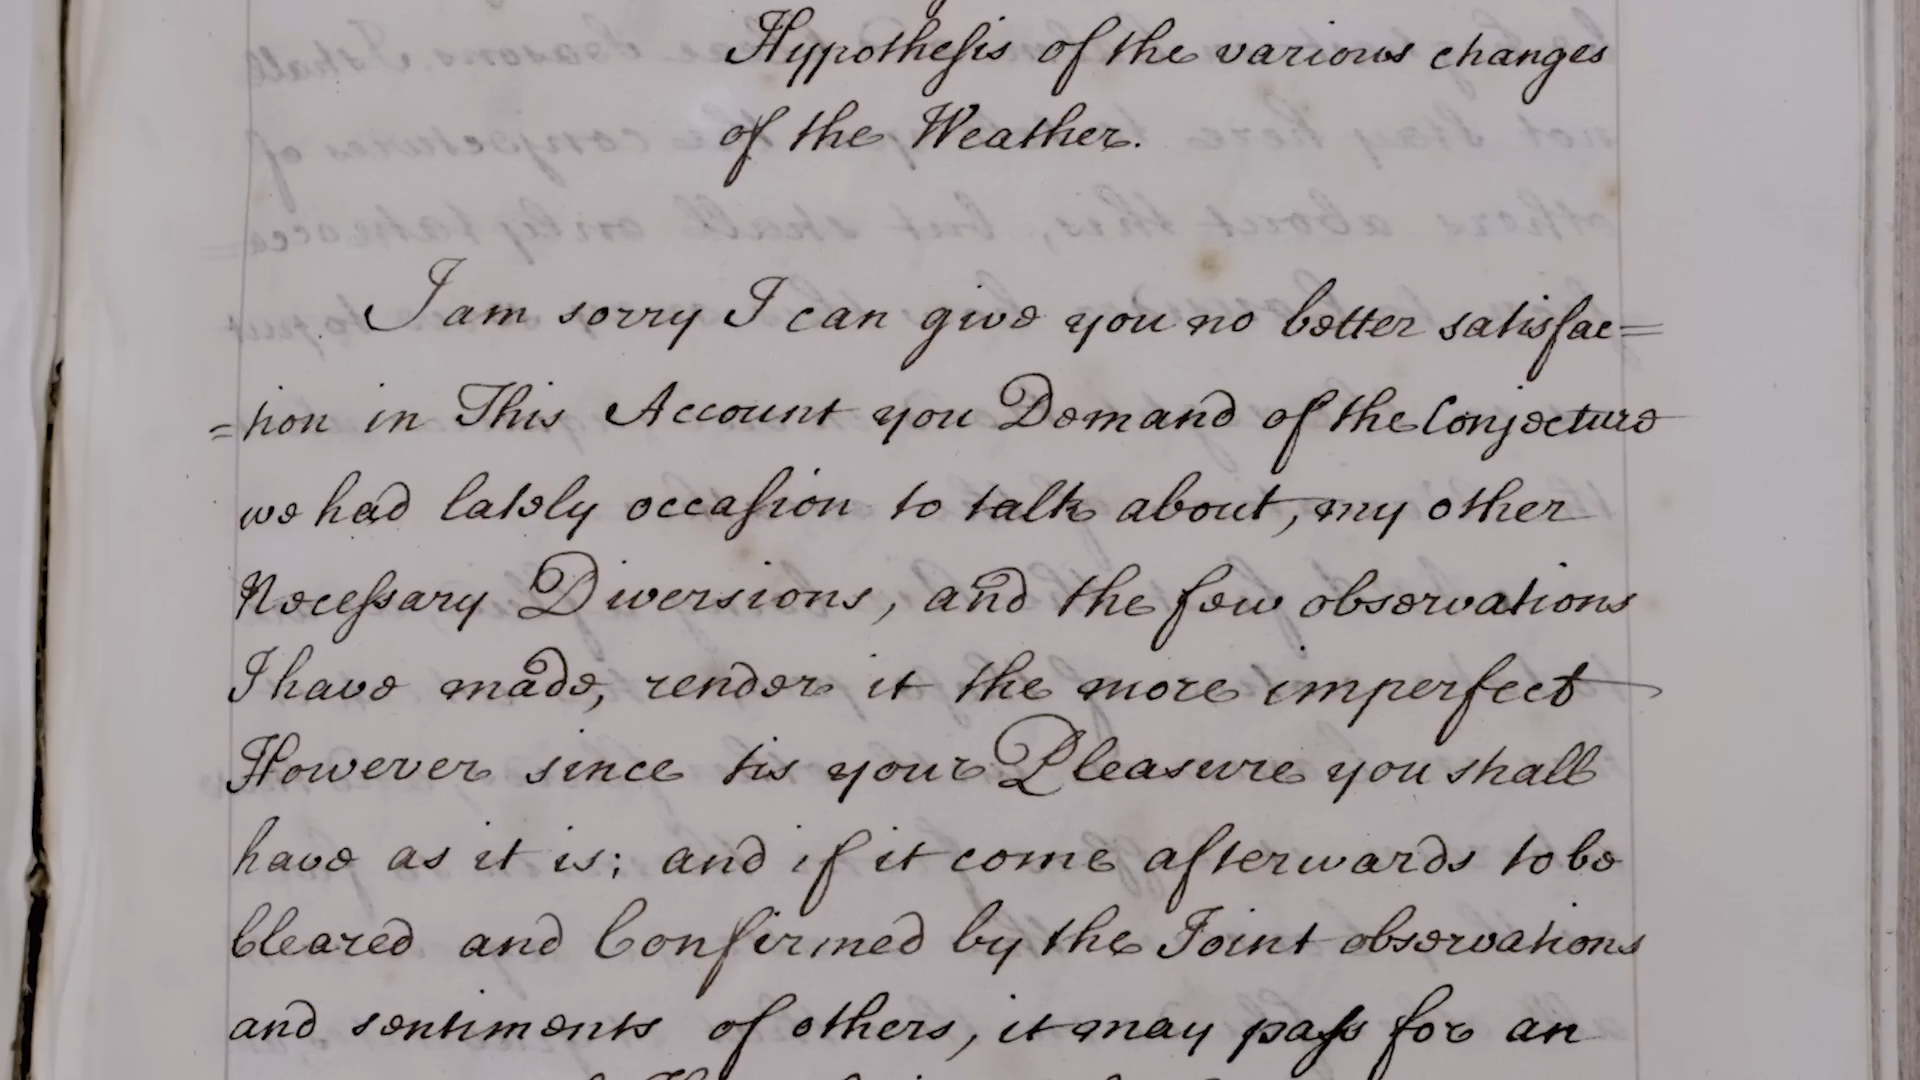 Hypothesis of the various changes
of the Weather.
I am sorry I can give you no better satisfac=
=tion in This Account you Demand of the Conjecture
we had lately occasion to talk about, my other
Necessary Diversions, and the few observations
I have made, render it the more imperfect
However since tis your Pleasure you shall
have as it is; and if it come afterwards to be
Cleared and Confirmed by the Joint observations
and sentiments of others, it may pass for an